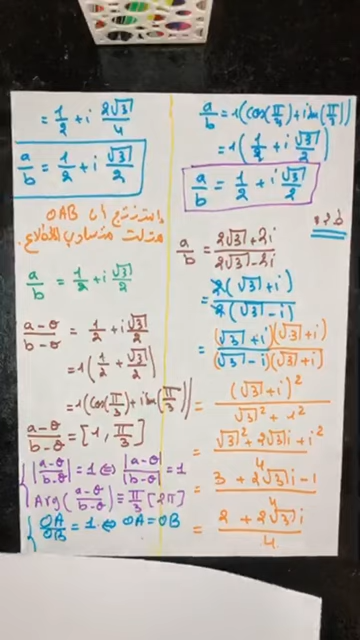 a/b = 1(cos(π/3)+i sin(π/3))
= 1(1/2 + i √3/2)
a/b = 1/2 + i √3/2
ط2.
a/b = 2√3+2i / 2√3-2i
= 2(√3+i) / 2(√3-i)
= (√3+i)(√3+i) / (√3-i)(√3+i)
= (√3+i)² / √3²+1²
= √3²+2√3i+i² / 4
= 3+2√3i-1 / 4
= 2+2√3i / 4
= 1/2 + i 2√3/4
a/b = 1/2 + i √3/2
استنتج أن OAB
مثلث متساوي الأضلاع.
a/b = 1/2 + i √3/2
a-0/b-0 = 1/2 + i √3/2
= 1(1/2 + √3/2)
= 1(cos(π/3)+i sin(π/3))
a-0/b-0 = [1, π/3]
|a-0/b-0| = 1 ⇔ |a-0/b-0| = 1
Arg(a-0/b-0) ≡ π/3 [2π]
OA/OB = 1 ⇔ OA = OB